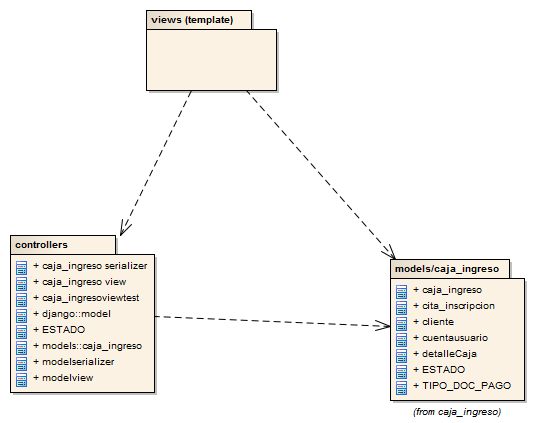 views (template)
controllers
+ caja_ingreso serializer
+ caja_ingreso view
+ caja_ingresoviewtest
+ django::model
+ ESTADO
+ models::caja_ingreso
+ modelserializer
+ modelview
models/caja_ingreso
+ caja_ingreso
+ cita_inscripcion
+ cliente
+ cuentausuario
+ detalleCaja
+ ESTADO
+ TIPO_DOC_PAGO
(from caja_ingreso)